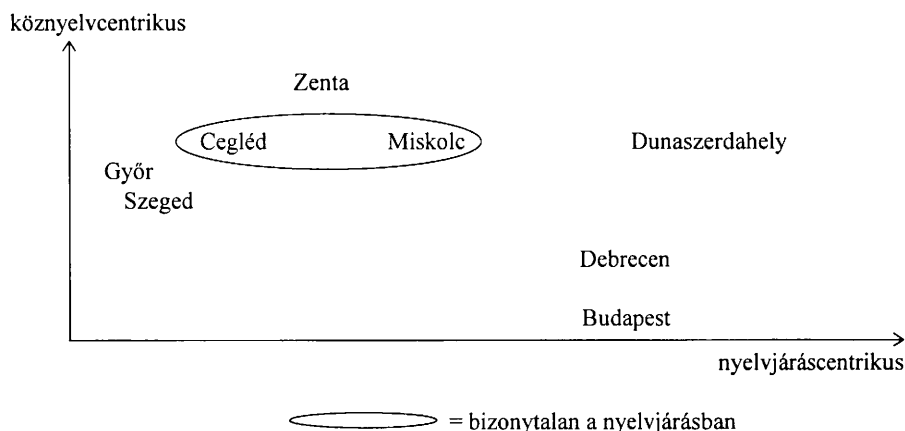 köznyelvcentrikus
Zenta
Cegléd Miskolc Dunaszerdahely
Győr
Szeged
Debrecen
Budapest
nyelvjáráscentrikus
= bizonytalan a nyelvjárásban